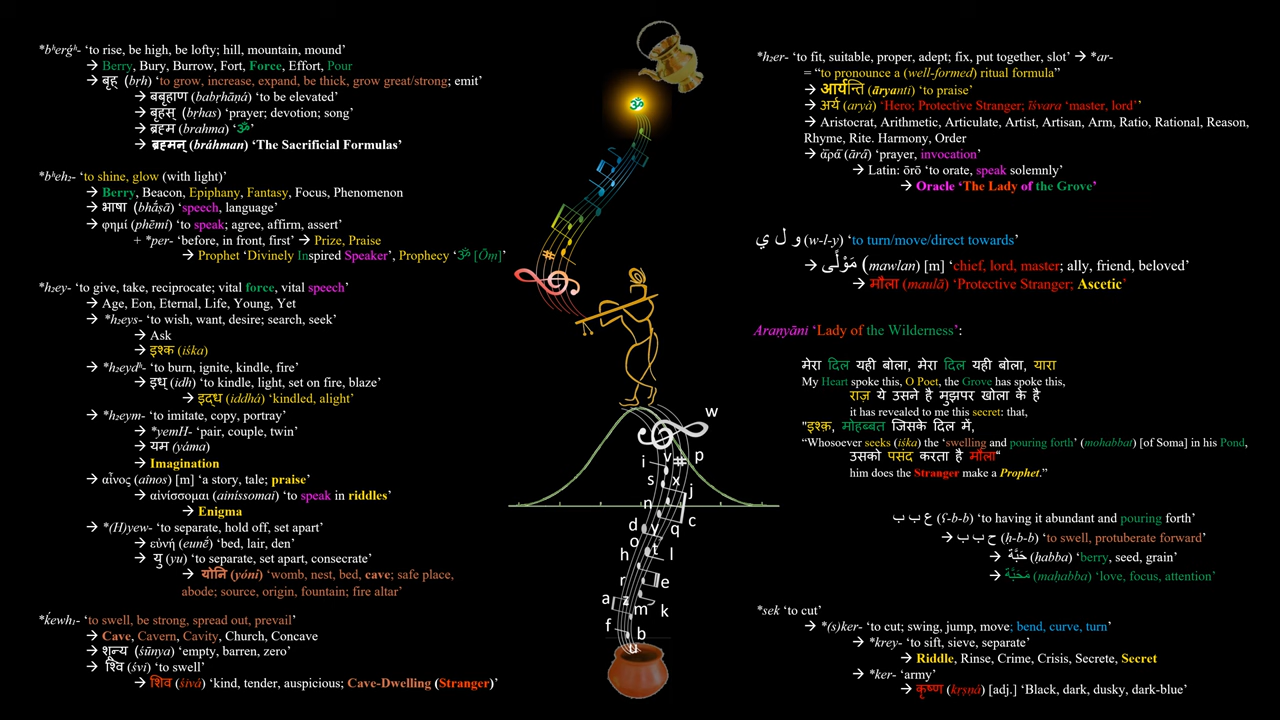 *bʰerǵʰ- ‘to rise, be high, be lofty; hill, mountain, mound’
→ Berry, Bury, Burrow, Fort, Force, Effort, Pour
→ बृह् (bṛh) ‘to grow, increase, expand, be thick, grow great/strong; emit’
→ बबृहाण (babṛhāṇá) ‘to be elevated’
→ बृहस् (bṛhas) ‘prayer; devotion; song’
→ ब्रह्म (brahma) ‘ॐ’
→ ब्रह्मन् (bráhman) ‘The Sacrificial Formulas’
*bʰeh₂- ‘to shine, glow (with light)’
→ Berry, Beacon, Epiphany, Fantasy, Focus, Phenomenon
→ भाषा (bhā́ṣā) ‘speech, language’
→ φημί (phēmí) ‘to speak; agree, affirm, assert’
+ *per- ‘before, in front, first’ → Prize, Praise
→ Prophet ‘Divinely Inspired Speaker’, Prophecy ‘ॐ [Ōṃ]’
*h₂ey- ‘to give, take, reciprocate; vital force, vital speech’
→ Age, Eon, Eternal, Life, Young, Yet
→ *h₂eys- ‘to wish, want, desire; search, seek’
→ Ask
→ इश्क (iśka)
→ *h₂eydʰ- ‘to burn, ignite, kindle, fire’
→ इध् (idh) ‘to kindle, light, set on fire, blaze’
→ इद्ध (iddhá) ‘kindled, alight’
→ *h₂eym- ‘to imitate, copy, portray’
→ *yemH- ‘pair, couple, twin’
→ यम (yáma)
→ Imagination
→ αἶνος (aînos) [m] ‘a story, tale; praise’
→ αἰνίσσομαι (ainíssomai) ‘to speak in riddles’
→ Enigma
→ *(H)yew- ‘to separate, hold off, set apart’
→ εὐνή (eunḗ) ‘bed, lair, den’
→ यु (yu) ‘to separate, set apart, consecrate’
→ योनि (yóni) ‘womb, nest, bed, cave; safe place,
abode; source, origin, fountain; fire altar’
*ḱewh₁- ‘to swell, be strong, spread out, prevail’
→ Cave, Cavern, Cavity, Church, Concave
→ शून्य (śūnya) ‘empty, barren, zero’
→ श्वि (śvi) ‘to swell’
→ शिव (śivá) ‘kind, tender, auspicious; Cave-Dwelling (Stranger)’
ॐ
w
v
p
i
s
x
j
n
c
d
v
q
o
h
t
l
r
e
a
z
m
k
f
b
u
*h₂er- ‘to fit, suitable, proper, adept; fix, put together, slot’ → *ar-
= “to pronounce a (well-formed) ritual formula”
→ आर्यन्ति (āryanti) ‘to praise’
→ अर्य (aryà) ‘Hero; Protective Stranger; īśvara ‘master, lord’’
→ Aristocrat, Arithmetic, Articulate, Artist, Artisan, Arm, Ratio, Rational, Reason,
Rhyme, Rite. Harmony, Order
→ ἀρά (ārā) ‘prayer, invocation’
→ Latin: ōrō ‘to orate, speak solemnly’
→ Oracle ‘The Lady of the Grove’
و ل ي (w-l-y) ‘to turn/move/direct towards’
→ مَوْلًى (mawlan) [m] ‘chief, lord, master; ally, friend, beloved’
→ मौला (maulā) ‘Protective Stranger; Ascetic’
Araṇyāni ‘Lady of the Wilderness’:
मेरा दिल यही बोला, मेरा दिल यही बोला, यारा
My Heart spoke this, O Poet, the Grove has spoken this,
राज़ ये उसने है मुझपर खोला के है
it has revealed to me this secret: that,
"इश्क़, मोहब्बत जिसके दिल में,
“Whosoever seeks (iśka) the ‘swelling and pouring forth’ (mohabbat) [of Soma] in his Pond,
उसको पसंद करता है मौला“
him does the Stranger make a Prophet.”
ع ب ب (ʕ-b-b) ‘to having it abundant and pouring forth’
→ ح ب ب (ḥ-b-b) ‘to swell, protuberate forward’
→ حَبَّة (ḥabba) ‘berry, seed, grain’
→ مَحَبَّة (maḥabba) ‘love, focus, attention’
*sek ‘to cut’
→ *(s)ker- ‘to cut; swing, jump, move; bend, curve, turn’
→ *krey- ‘to sift, sieve, separate’
→ Riddle, Rinse, Crime, Crisis, Secrete, Secret
→ *ker- ‘army’
→ कृष्ण (kṛṣṇá) [adj.] ‘Black, dark, dusky, dark-blue’